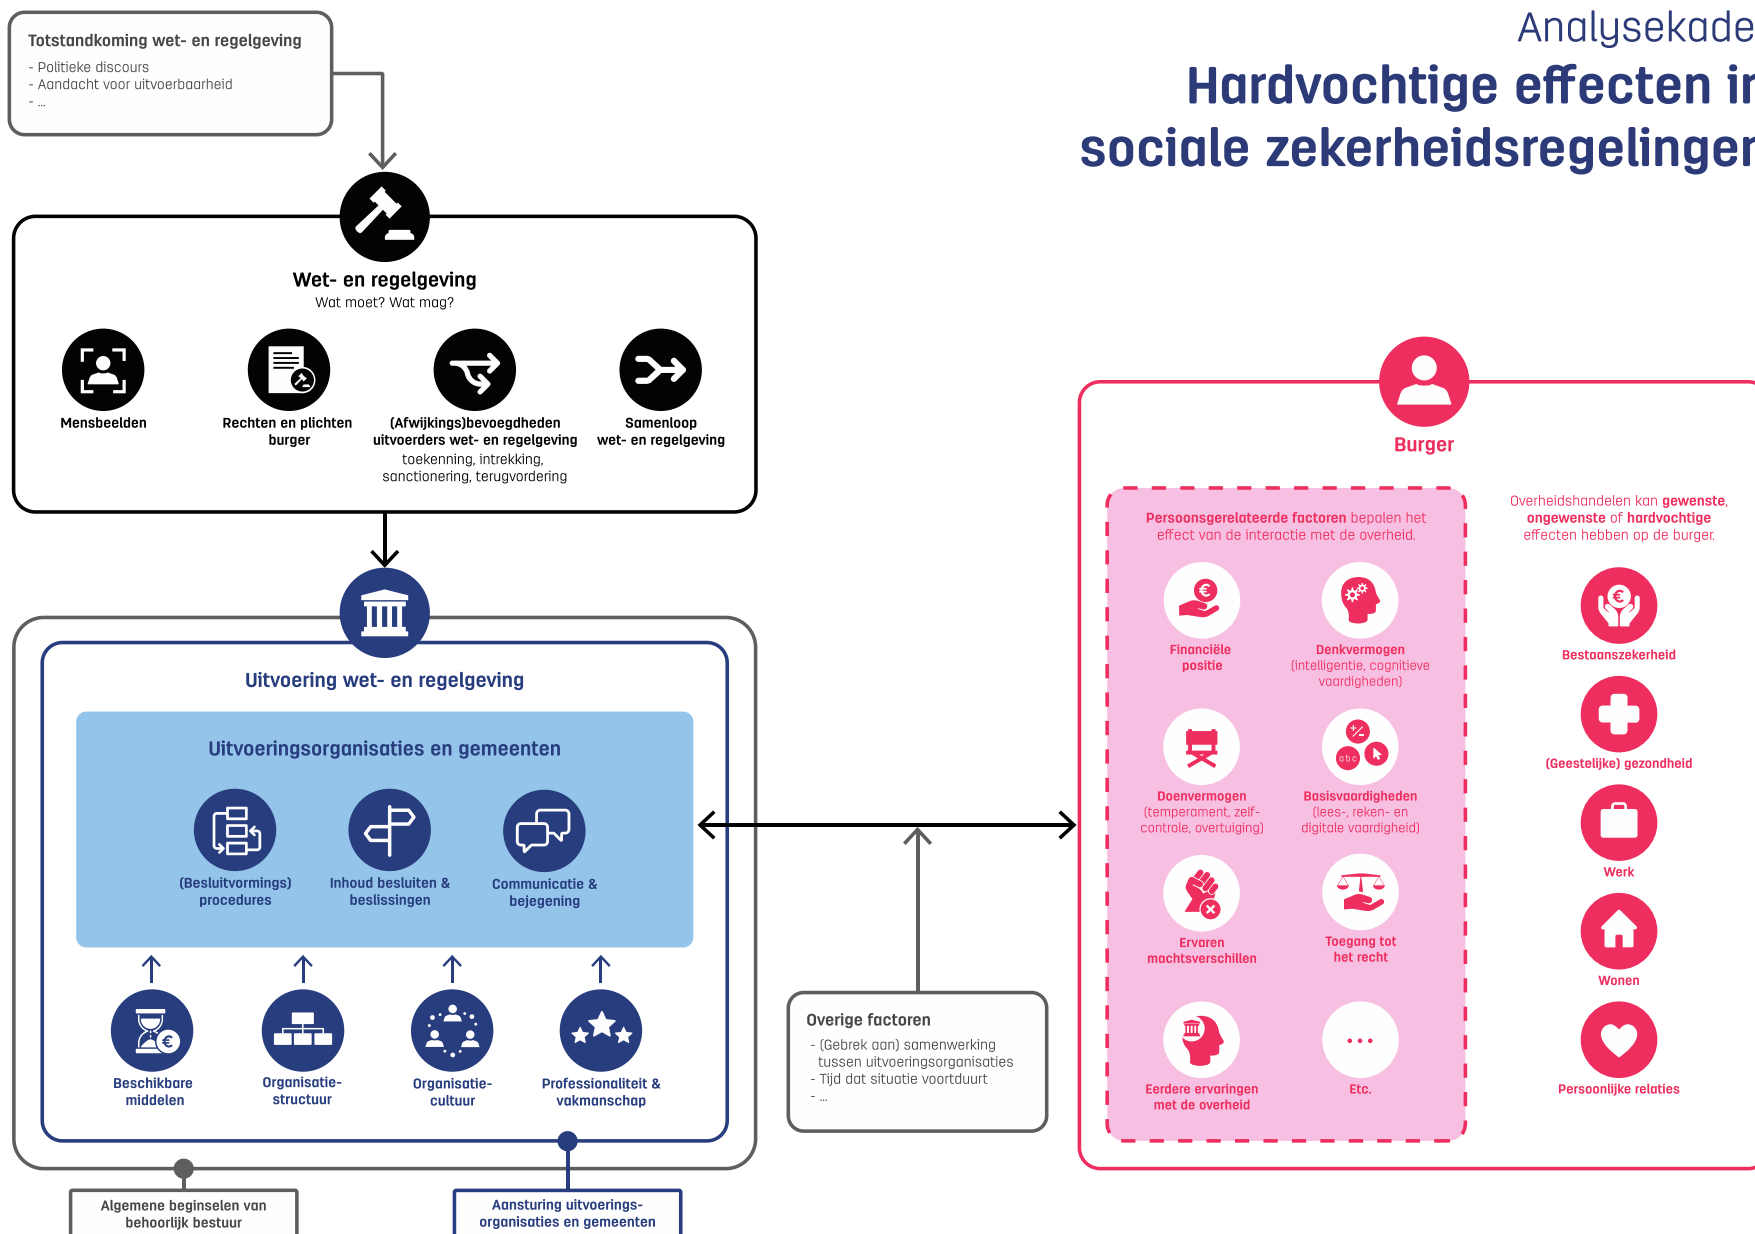 Analysekade
Hardvochtige effecten in
sociale zekerheidsregelingen
Totstandkoming wet- en regelgeving
- Politieke discours
- Aandacht voor uitvoerbaarheid
- ...
Wet- en regelgeving
Wat moet? Wat mag?
Mensbeelden
Rechten en plichten
burger
(Afwijkings)bevoegdheden
uitvoerders wet- en regelgeving
toekenning, intrekking,
sanctionering, terugvordering
Samenloop
wet- en regelgeving
Uitvoering wet- en regelgeving
Uitvoeringsorganisaties en gemeenten
(Besluitvormings)
procedures
Inhoud besluiten &
beslissingen
Communicatie &
bejegening
Beschikbare
middelen
Organisatie-
structuur
Organisatie-
cultuur
Professionaliteit &
vakmanschap
Algemene beginselen van
behoorlijk bestuur
Aansturing uitvoerings-
organisaties en gemeenten
Overige factoren
- (Gebrek aan) samenwerking
tussen uitvoeringsorganisaties
- Tijd dat situatie voortduurt
- ...
Burger
Persoonsgerelateerde factoren bepalen het
effect van de interactie met de overheid.
Financiële
positie
Denkvermogen
(intelligentie, cognitieve
vaardigheden)
Doenvermogen
(temperament, zelf-
controle, overtuiging)
+/-
abc
Basisvaardigheden
(lees-, reken- en
digitale vaardigheid)
Ervaren
machtsverschillen
Toegang tot
het recht
Eerdere ervaringen
met de overheid
...
Etc.
Overheidshandelen kan gewenste,
ongewenste of hardvochtige
effecten hebben op de burger.
Bestaanszekerheid
(Geestelijke) gezondheid
Werk
Wonen
Persoonlijke relaties